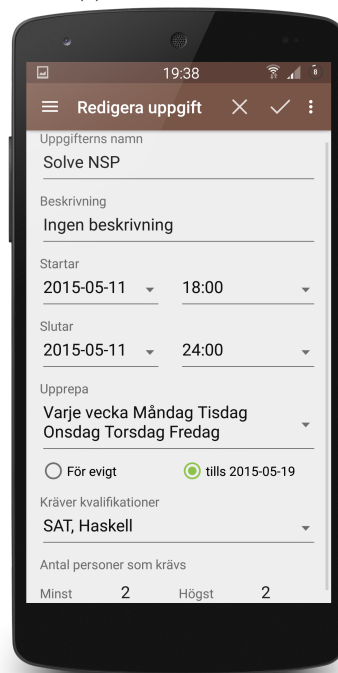 19:38
8
Redigera uppgift
Uppgifterns namn
Solve NSP
Beskrivning
Ingen beskrivning
Startar
2015-05-11 18:00
Slutar
2015-05-11 24:00
Upprepa
Varje vecka Måndag Tisdag
Onsdag Torsdag Fredag
För evigt tills 2015-05-19
Kräver kvalifikationer
SAT, Haskell
Antal personer som krävs
Minst 2 Högst 2